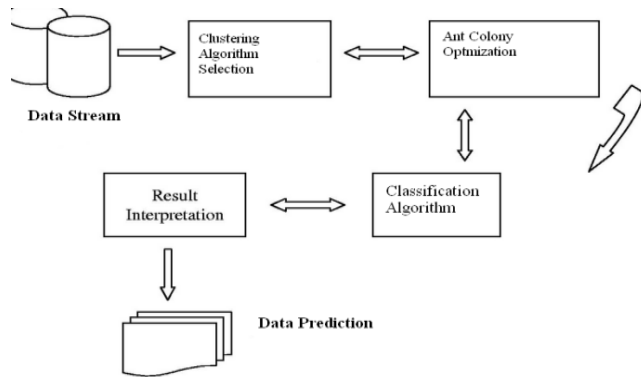 Clustering
Algorithm
Selection
Ant Colony
Optmization
Data Stream
Classification
Algorithm
Result
Interpretation
Data Prediction